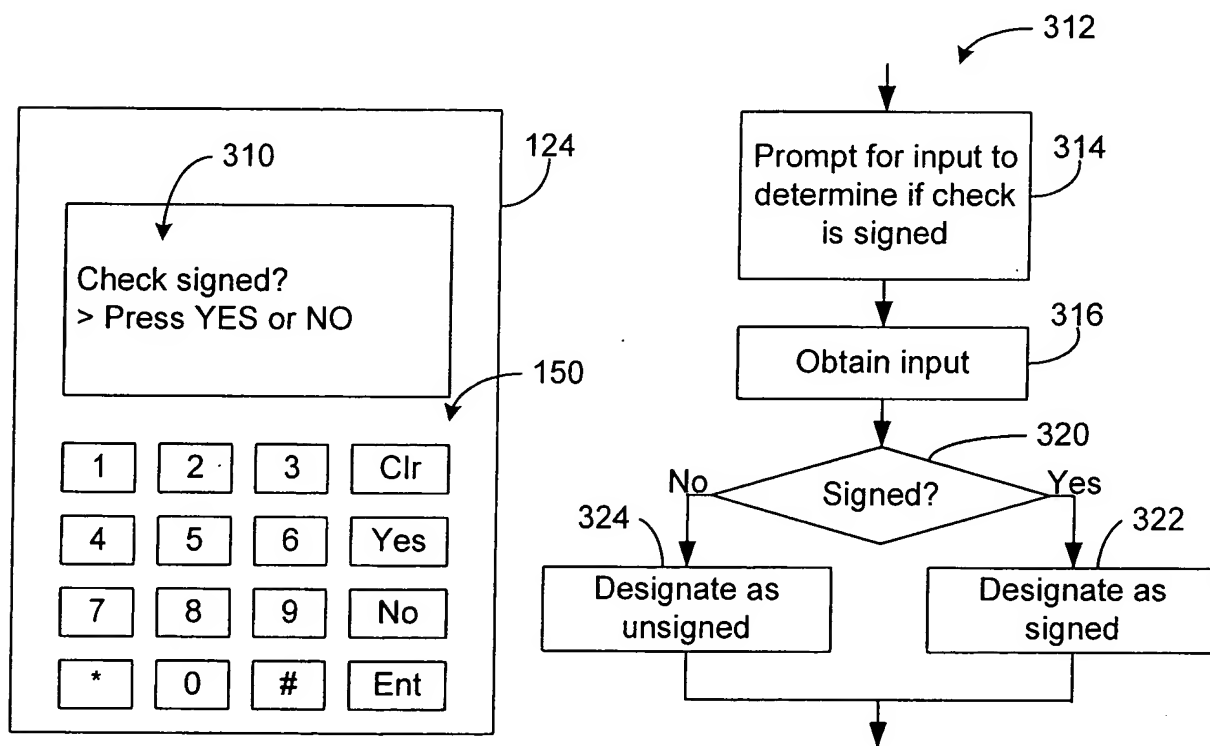 310
124
Check signed?
> Press YES or NO
150
1 2 3 Clr
4 5 6 Yes
7 8 9 No
* 0 # Ent
312
Prompt for input to
determine if check
is signed
314
Obtain input
316
320
No Signed? Yes
324
322
Designate as
unsigned
Designate as
signed